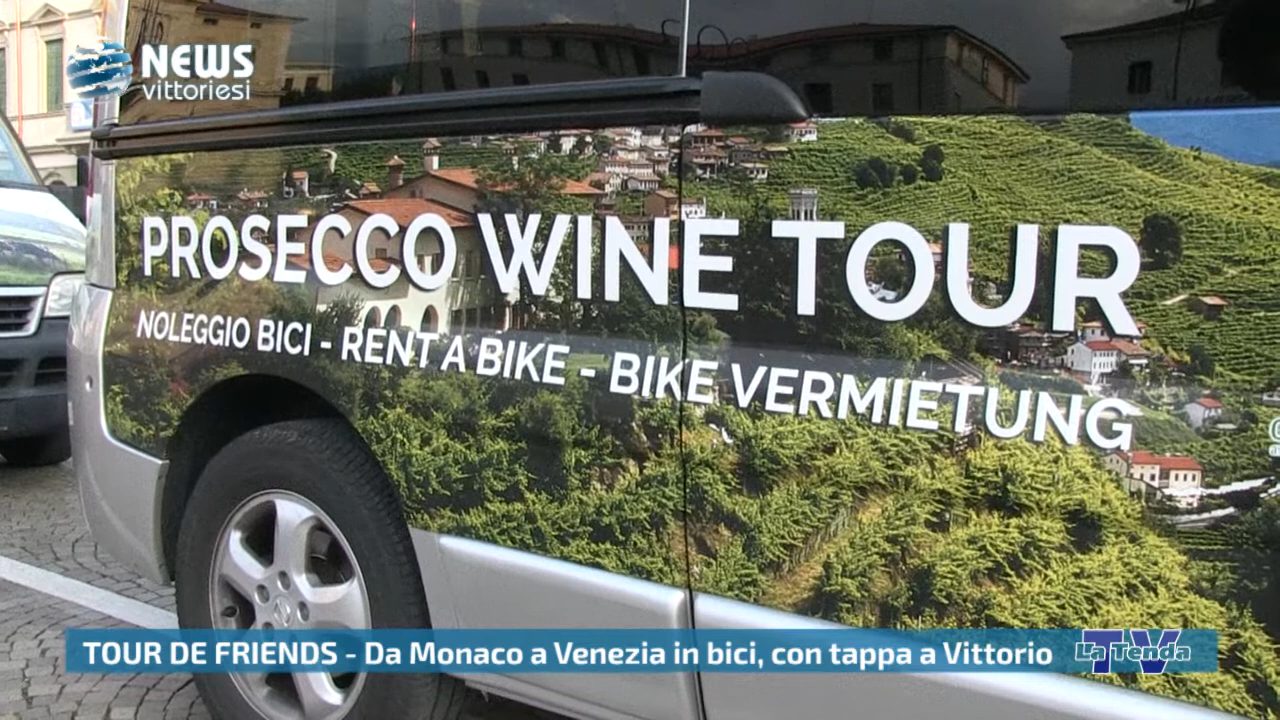 NEWS
vittoriesi
PROSECCO WINE TOUR
NOLEGGIO BICI - RENT A BIKE - BIKE VERMIETUNG
TOUR DE FRIENDS - Da Monaco a Venezia in bici, con tappa a Vittorio
TV
La Tenda